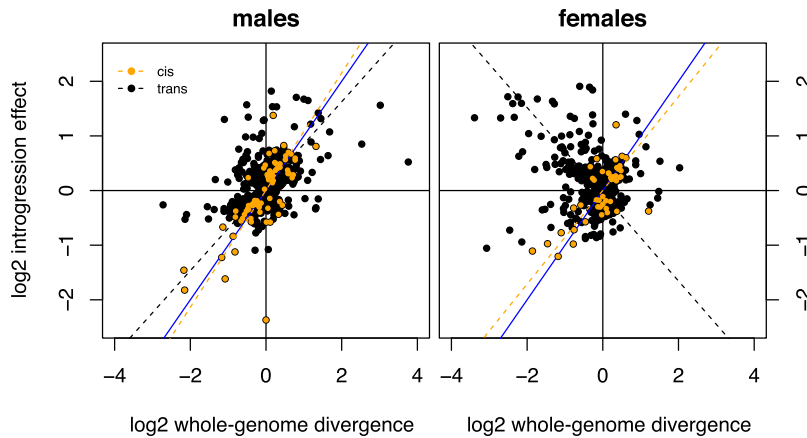 males females
cis
trans
log2 introgression effect
2
1
0
−1
−2
2
1
0
−1
−2
−4 −2 0 2 4
−4 −2 0 2 4
log2 whole−genome divergence
log2 whole−genome divergence